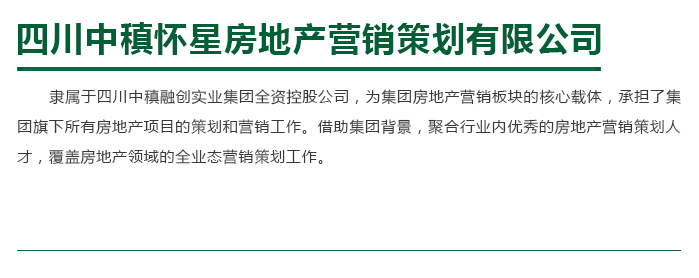 四川中稹怀星房地产营销策划有限公司
隶属于四川中稹融创实业集团全资控股公司，为集团房地产营销板块的核心载体，承担了集
团旗下所有房地产项目的策划和营销工作。借助集团背景，聚合行业内优秀的房地产营销策划人
才，覆盖房地产领域的全业态营销策划工作。